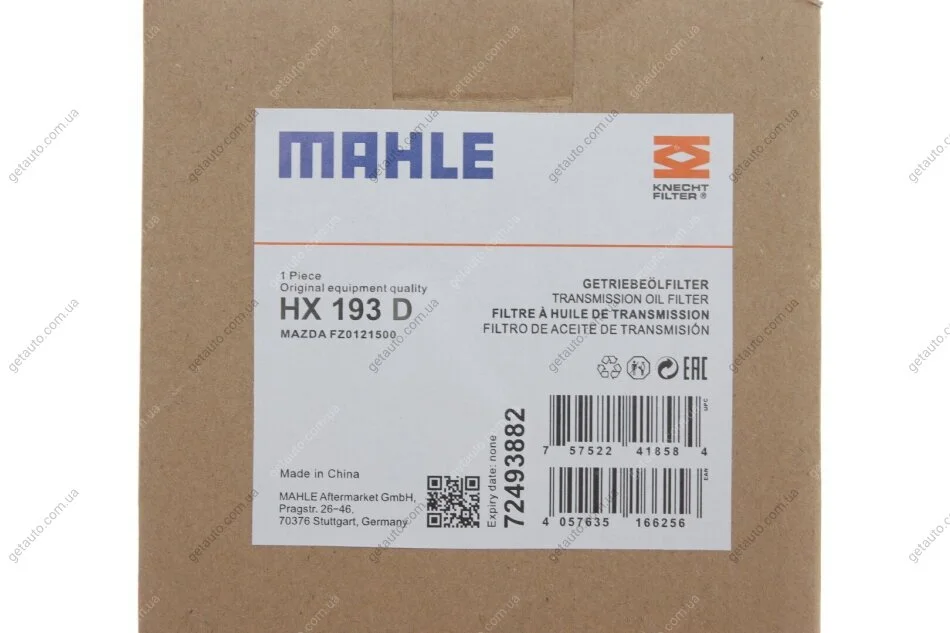 MAHLE
KNECHT
FILTER®
1 Piece
Original equipment quality
HX 193 D
MAZDA FZ0121500
GETRIEBEÖLFILTER
TRANSMISSION OIL FILTER
FILTRE À HUILE DE TRANSMISSION
FILTRO DE ACEITE DE TRANSMISIÓN
EAC
UPC
7 57522 41858 4
EAN
4 057635 166256
Expiry date: none
72493882
Made in China
MAHLE Aftermarket GmbH,
Pragstr. 26-46,
70376 Stuttgart, Germany
getauto.com.ua